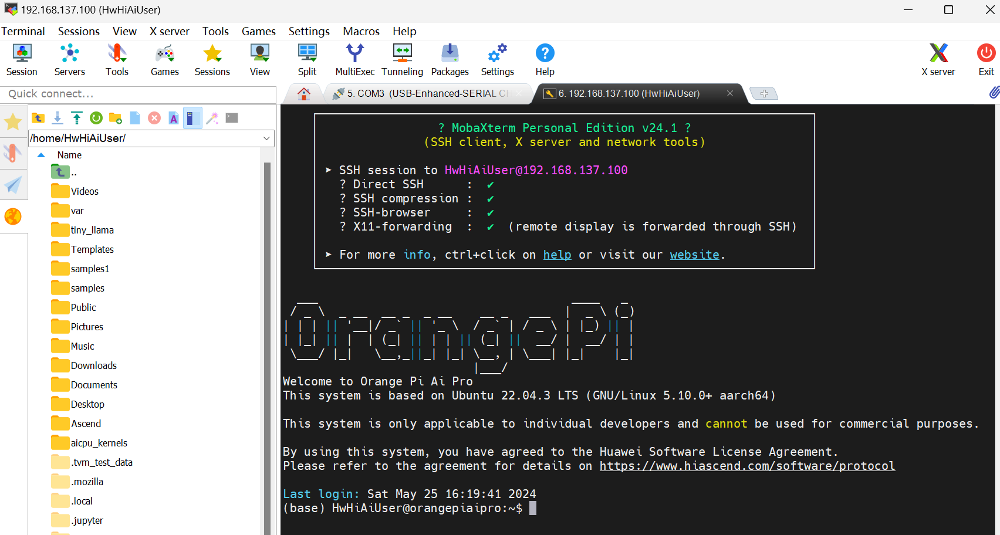 192.168.137.100 (HwHiAiUser)
Terminal Sessions View X server Tools Games Settings Macros Help
Session Servers Tools Games Sessions View Split MultiExec Tunneling Packages Settings Help X server Exit
Quick connect...
5. COM3 (USB-Enhanced-SERIAL CH
6. 192.168.137.100 (HwHiAiUser)
/home/HwHiAiUser/
Name
..
Videos
var
tiny_llama
Templates
samples1
samples
Public
Pictures
Music
Downloads
Documents
Desktop
Ascend
aicpu_kernels
.tvm_test_data
.mozilla
.local
.jupyter
? MobaXterm Personal Edition v24.1 ?
(SSH client, X server and network tools)
➤ SSH session to HwHiAiUser@192.168.137.100
? Direct SSH : ✔
? SSH compression : ✔
? SSH-browser : ✔
? X11-forwarding : ✔ (remote display is forwarded through SSH)
➤ For more info, ctrl+click on help or visit our website.
OrangePi
Welcome to Orange Pi Ai Pro
This system is based on Ubuntu 22.04.3 LTS (GNU/Linux 5.10.0+ aarch64)
This system is only applicable to individual developers and cannot be used for commercial purposes.
By using this system, you have agreed to the Huawei Software License Agreement.
Please refer to the agreement for details on https://www.hiascend.com/software/protocol
Last login: Sat May 25 16:19:41 2024
(base) HwHiAiUser@orangepiaipro:~$